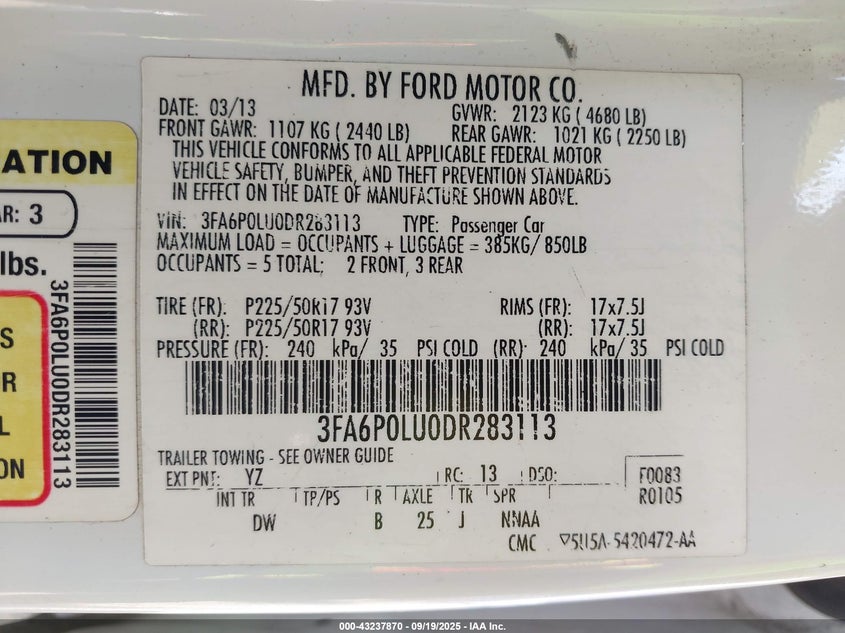 MFD. BY FORD MOTOR CO.
DATE: 03/13 GVWR: 2123 KG ( 4680 LB)
FRONT GAWR: 1107 KG ( 2440 LB) REAR GAWR: 1021 KG ( 2250 LB)
THIS VEHICLE CONFORMS TO ALL APPLICABLE FEDERAL MOTOR
VEHICLE SAFETY, BUMPER, AND THEFT PREVENTION STANDARDS
IN EFFECT ON THE DATE OF MANUFACTURE SHOWN ABOVE.
VIN: 3FA6P0LU0DR283113 TYPE: Passenger Car
MAXIMUM LOAD = OCCUPANTS + LUGGAGE = 385KG/ 850LB
OCCUPANTS = 5 TOTAL; 2 FRONT, 3 REAR
TIRE (FR): P225/50R17 93V RIMS (FR): 17x7.5J
(RR): P225/50R17 93V (RR): 17x7.5J
PRESSURE (FR): 240 kPa/ 35 PSI COLD (RR): 240 kPa/ 35 PSI COLD
3FA6P0LU0DR283113
TRAILER TOWING - SEE OWNER GUIDE
EXT PNT: YZ RC: 13 DSO: F0083
R0105
INT TR TP/PS R AXLE TR SPR
DW B 25 J NNAA
CMC ▽5U5A-5420472-AA
ATION
AR: 3
lbs.
3FA6P0LU0DR283113
S
R
L
ON
000-43237870 - 09/19/2025 - IAA Inc.